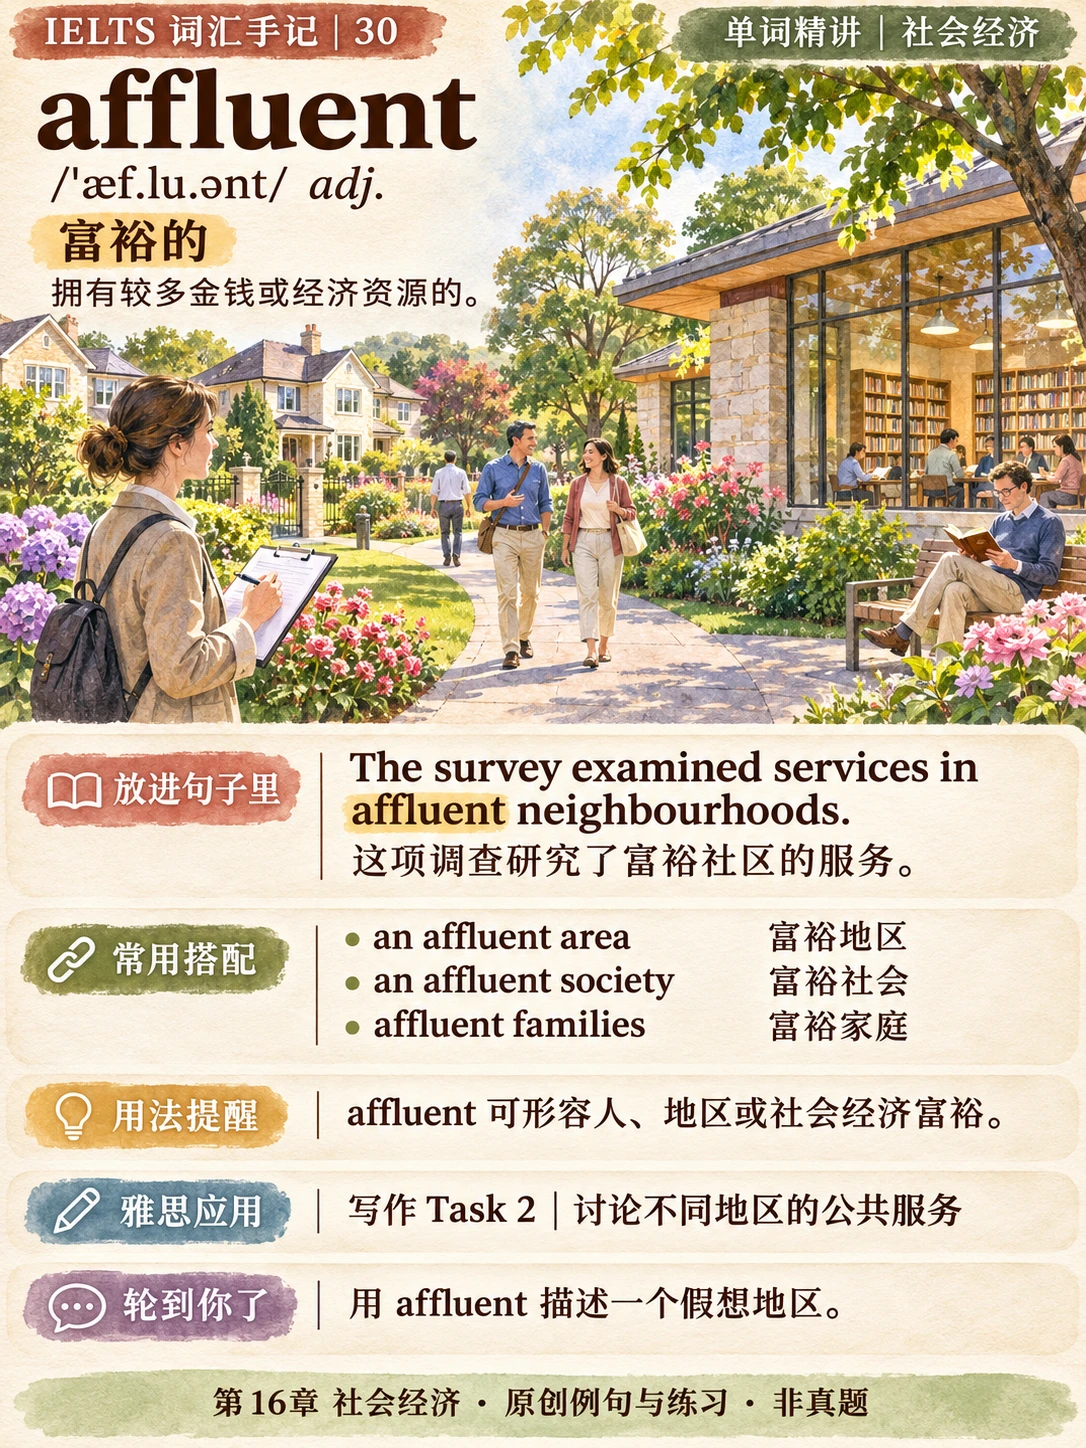 IELTS 词汇手记 | 30
单词精讲 | 社会经济
affluent
/ˈæf.lu.ənt/ adj.
富裕的
拥有较多金钱或经济资源的。
放进句子里
The survey examined services in
affluent neighbourhoods.
这项调查研究了富裕社区的服务。
常用搭配
• an affluent area 富裕地区
• an affluent society 富裕社会
• affluent families 富裕家庭
用法提醒
affluent 可形容人、地区或社会经济富裕。
雅思应用
写作 Task 2 | 讨论不同地区的公共服务
轮到你了
用 affluent 描述一个假想地区。
第16章 社会经济 · 原创例句与练习 · 非真题